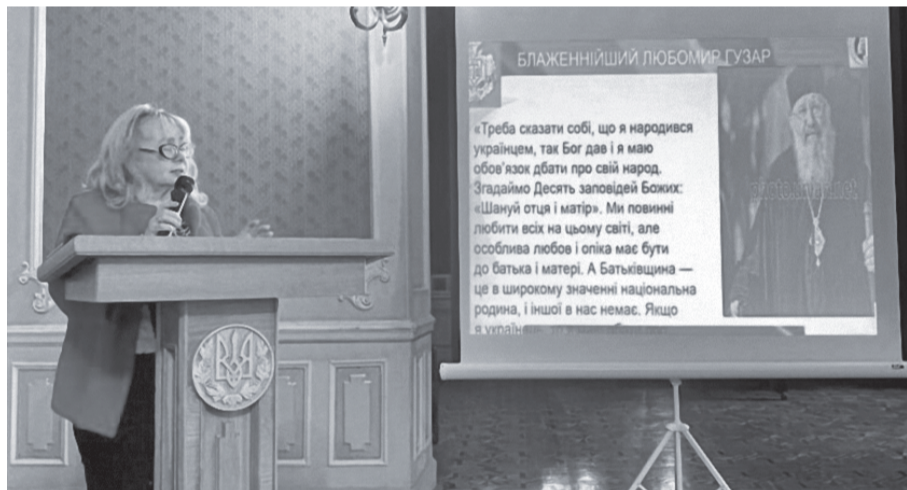 БЛАЖЕННІЙШИЙ ЛЮБОМИР ГУЗАР
«Треба сказати собі, що я народився
українцем, так Бог дав і я маю
обов'язок дбати про свій народ.
Згадаймо Десять заповідей Божих:
«Шануй отця і матір». Ми повинні
любити всіх на цьому світі, але
особлива любов і опіка має бути
до батька і матері. А Батьківщина —
це в широкому значенні національна
родина, і іншої в нас немає. Якщо